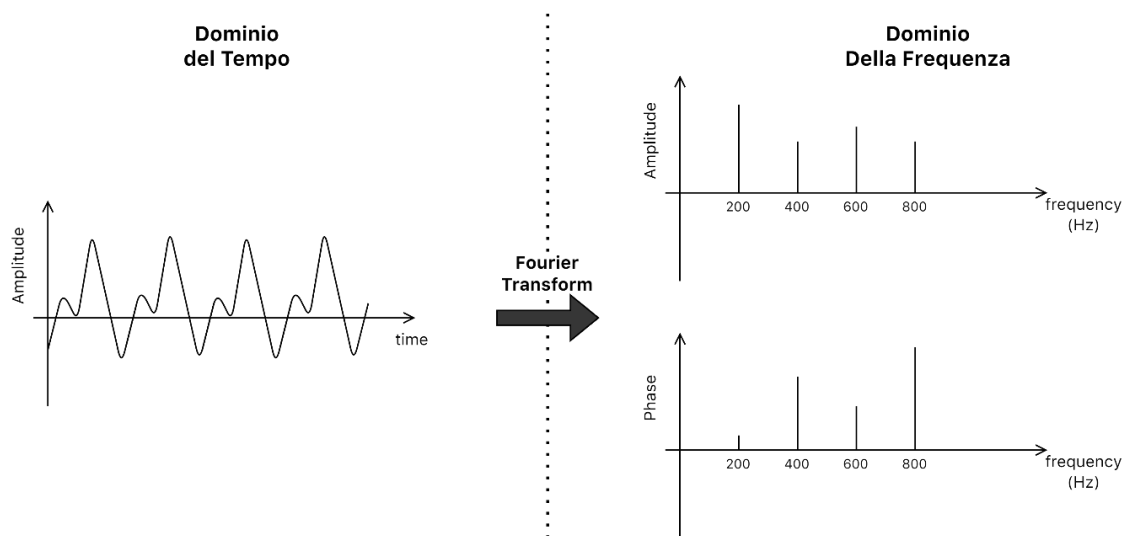 Dominio
del Tempo
Amplitude
time
Fourier
Transform
Dominio
Della Frequenza
Amplitude
200 400 600 800
frequency
(Hz)
Phase
200 400 600 800
frequency
(Hz)